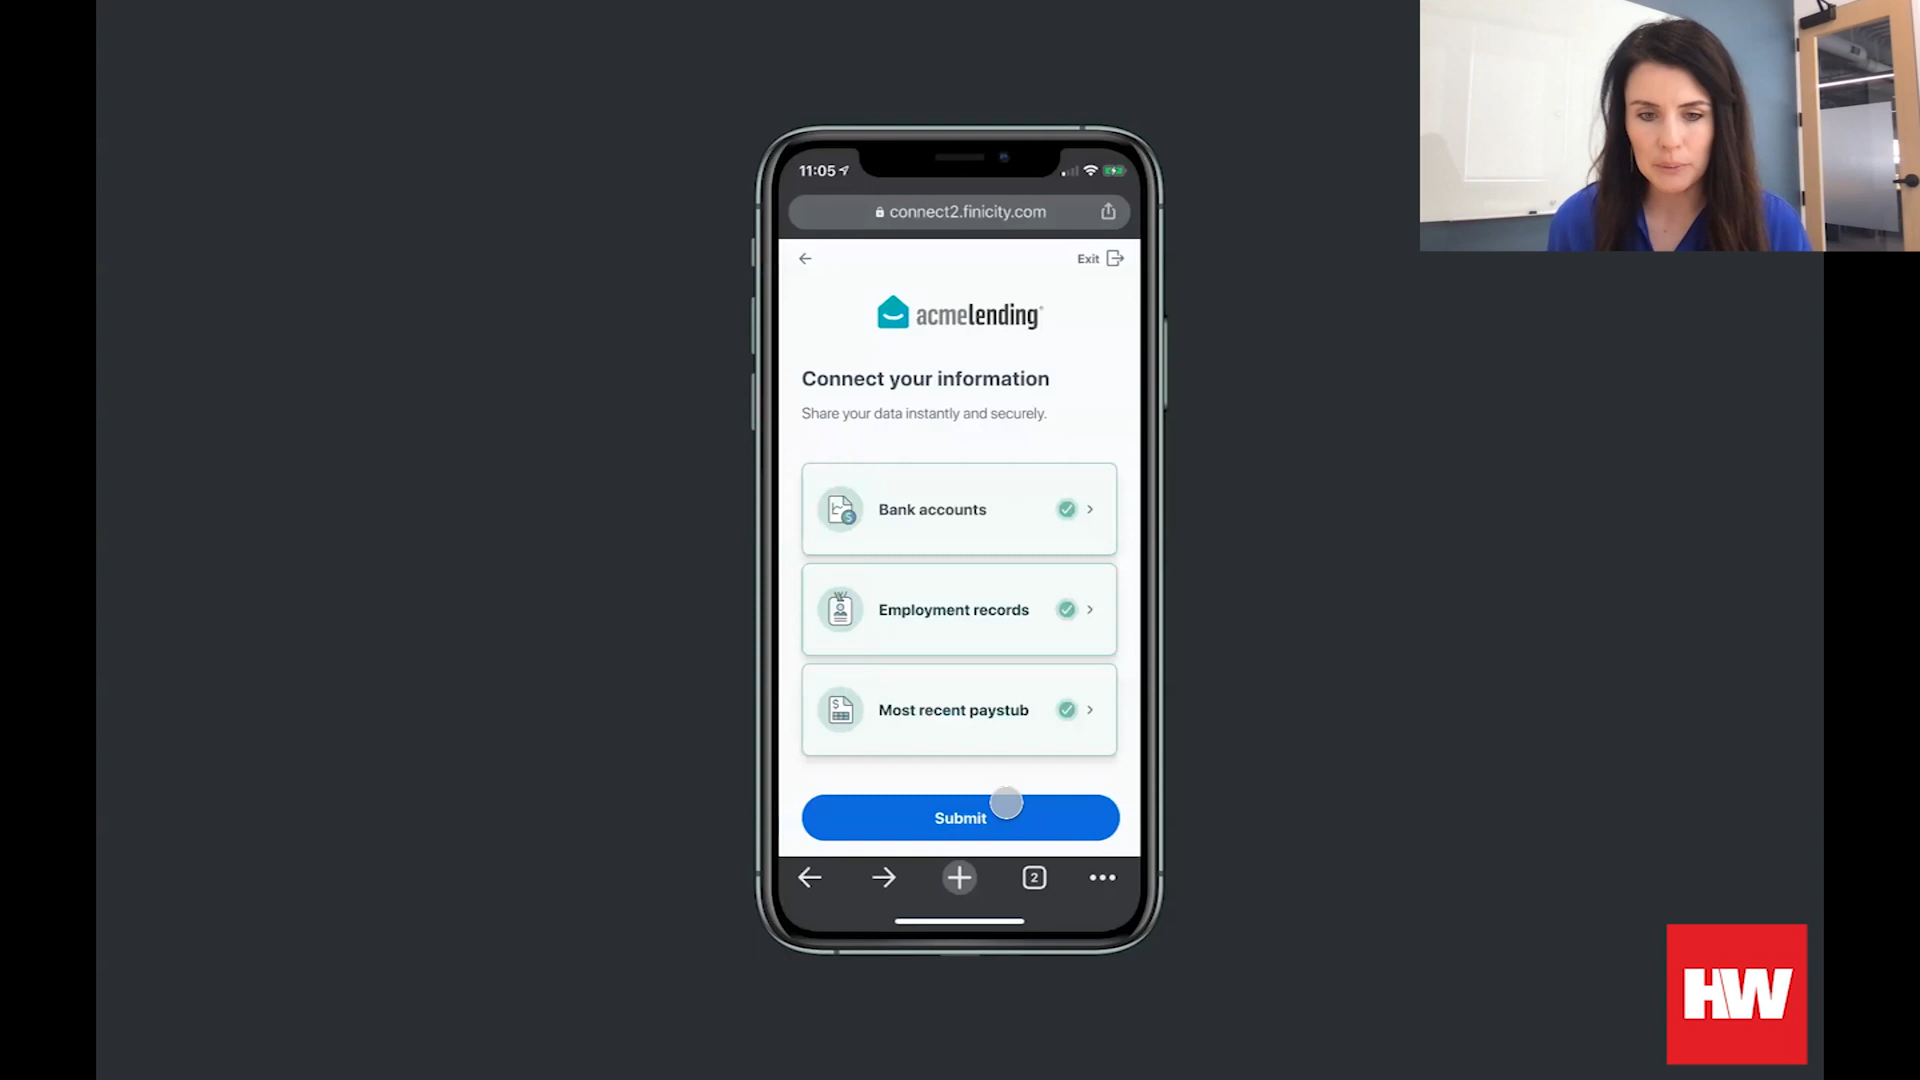 11:05
connect2.finicity.com
Exit
acmelending
Connect your information
Share your data instantly and securely.
Bank accounts
Employment records
Most recent paystub
Submit
2
HW